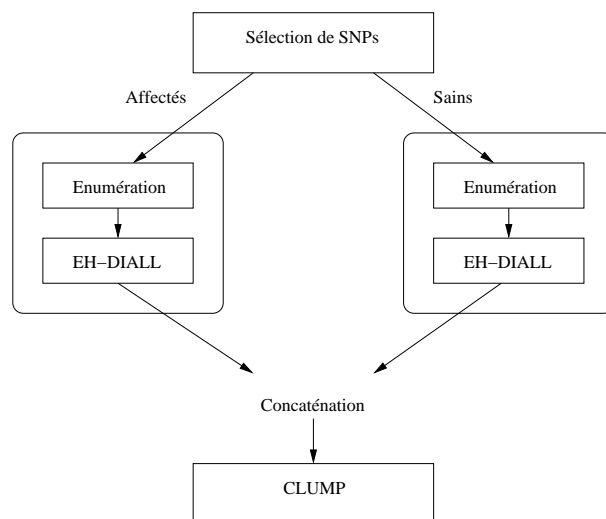 Sélection de SNPs
Affectés
Sains
Enumération
Enumération
EH−DIALL
EH−DIALL
Concaténation
CLUMP